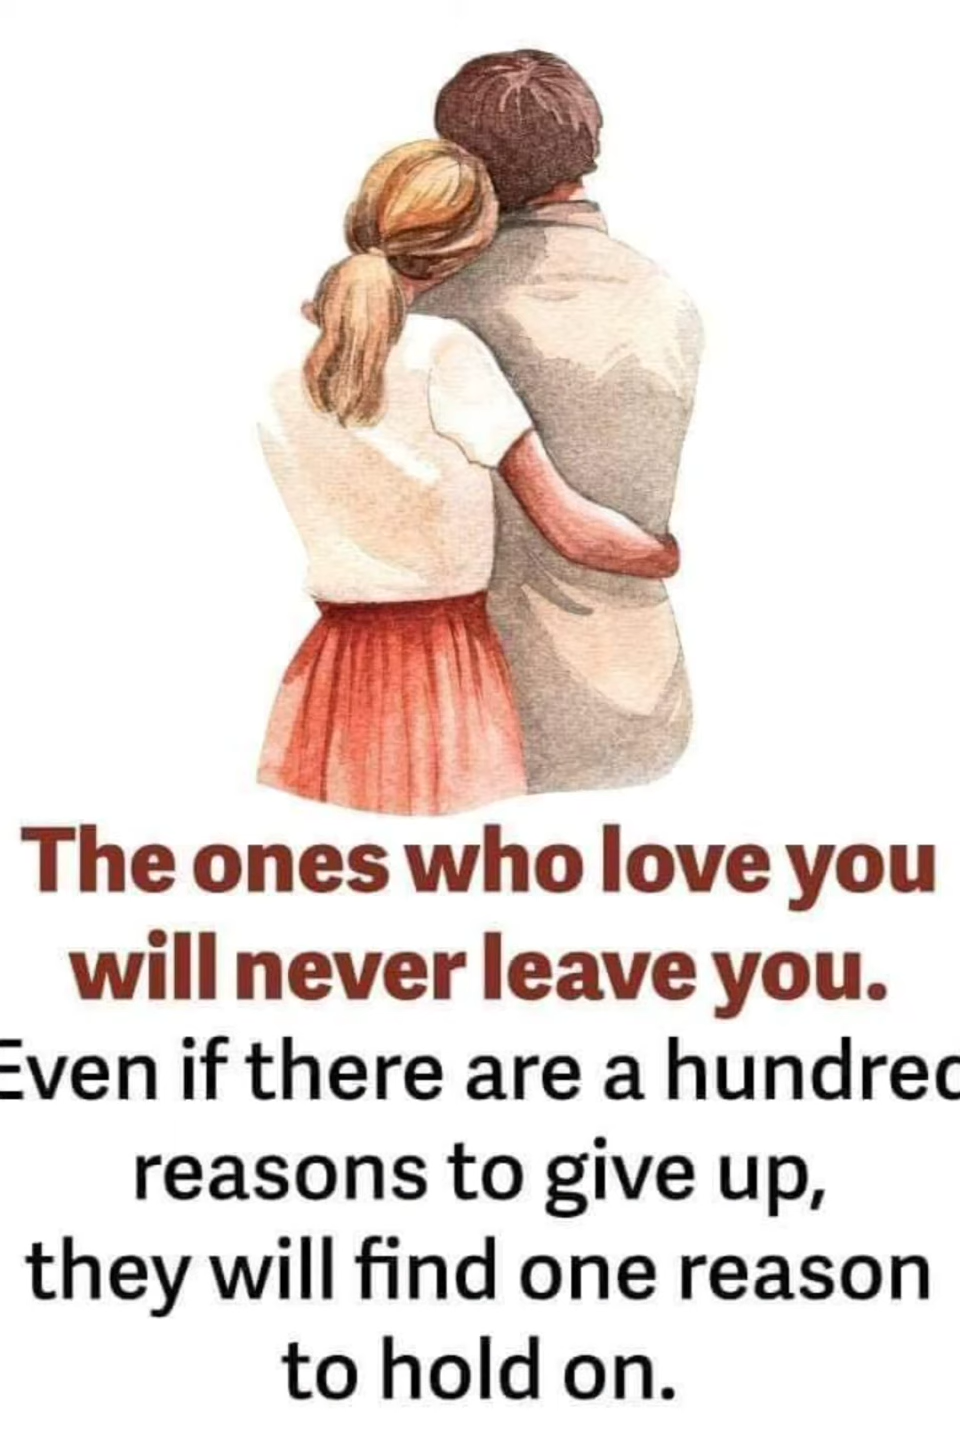 The ones who love you
will never leave you.
Even if there are a hundred
reasons to give up,
they will find one reason
to hold on.